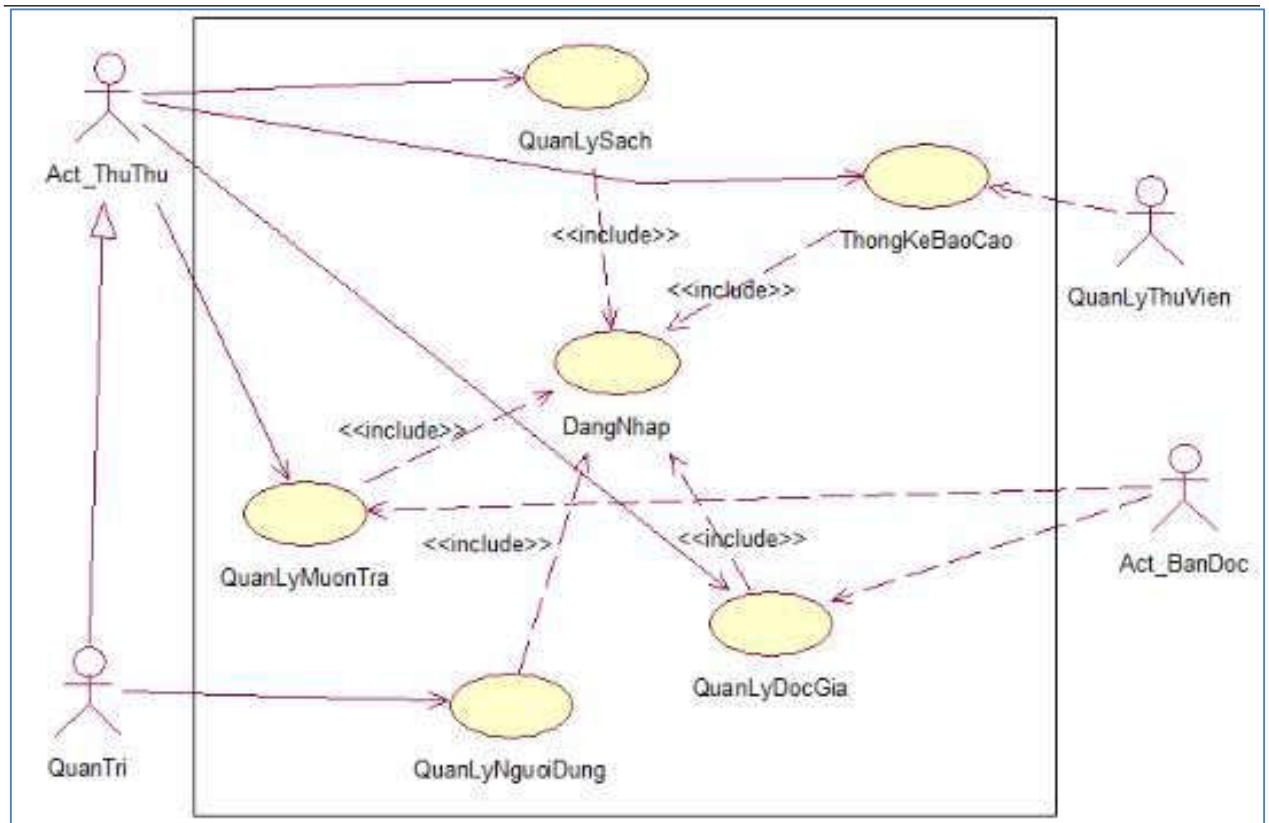 QuanLySach
Act_ThuThu
<<include>>
ThongKeBaoCao
<<include>>
QuanLyThuVien
DangNhap
<<include>>
<<include>>
<<include>>
Act_BanDoc
QuanLyMuonTra
QuanLyDocGia
QuanTri
QuanLyNguoiDung